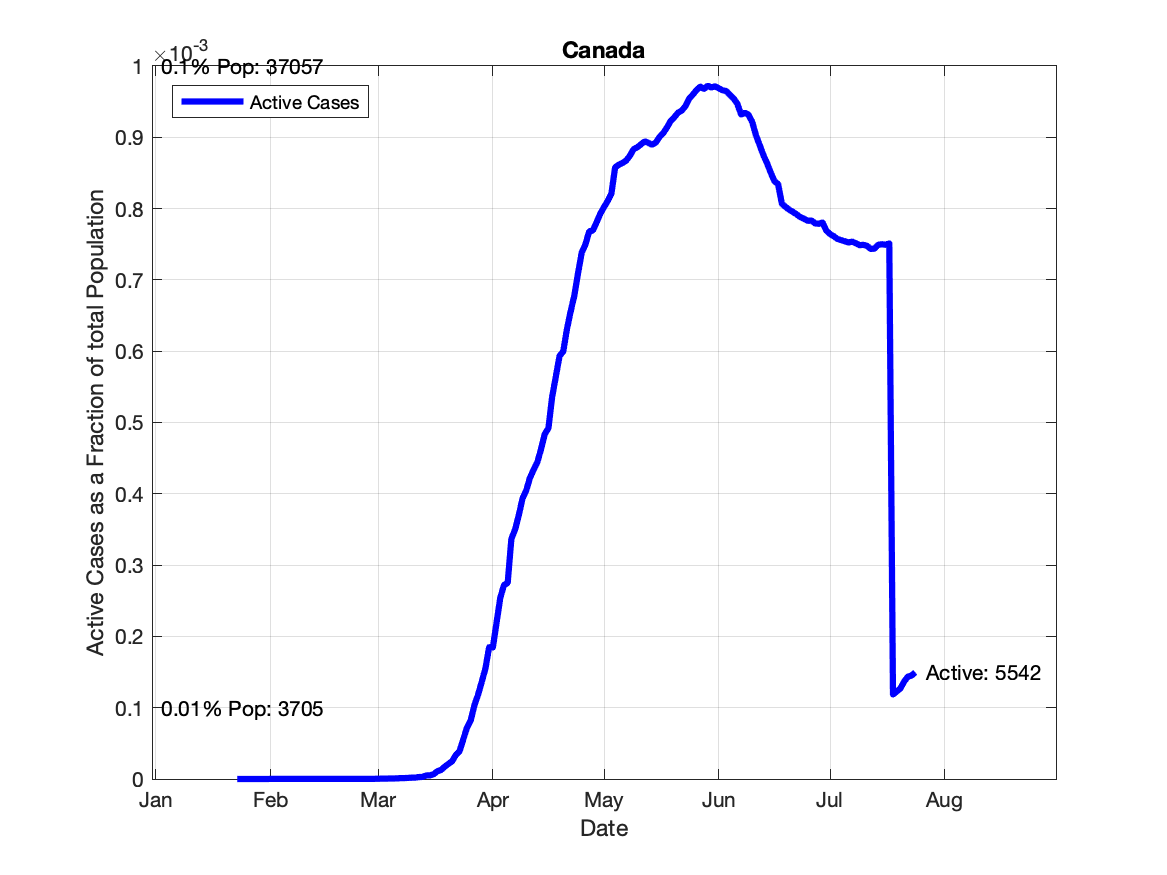 Canada
×10-3
0.1% Pop: 37057
Active Cases
1
0.9
0.8
0.7
0.6
0.5
0.4
0.3
0.2
0.1
0
Active Cases as a Fraction of total Population
Active: 5542
0.01% Pop: 3705
Jan Feb Mar Apr May Jun Jul Aug
Date